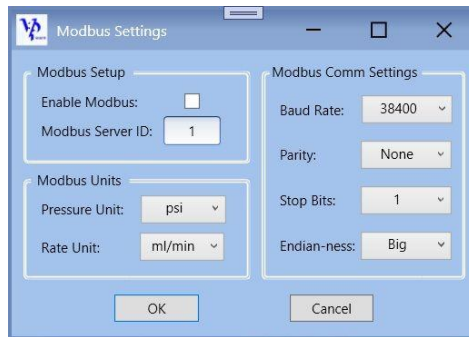 VP Modbus Settings
Modbus Setup
Enable Modbus:
Modbus Server ID: 1
Modbus Units
Pressure Unit: psi
Rate Unit: ml/min
Modbus Comm Settings
Baud Rate: 38400
Parity: None
Stop Bits: 1
Endian-ness: Big
OK
Cancel